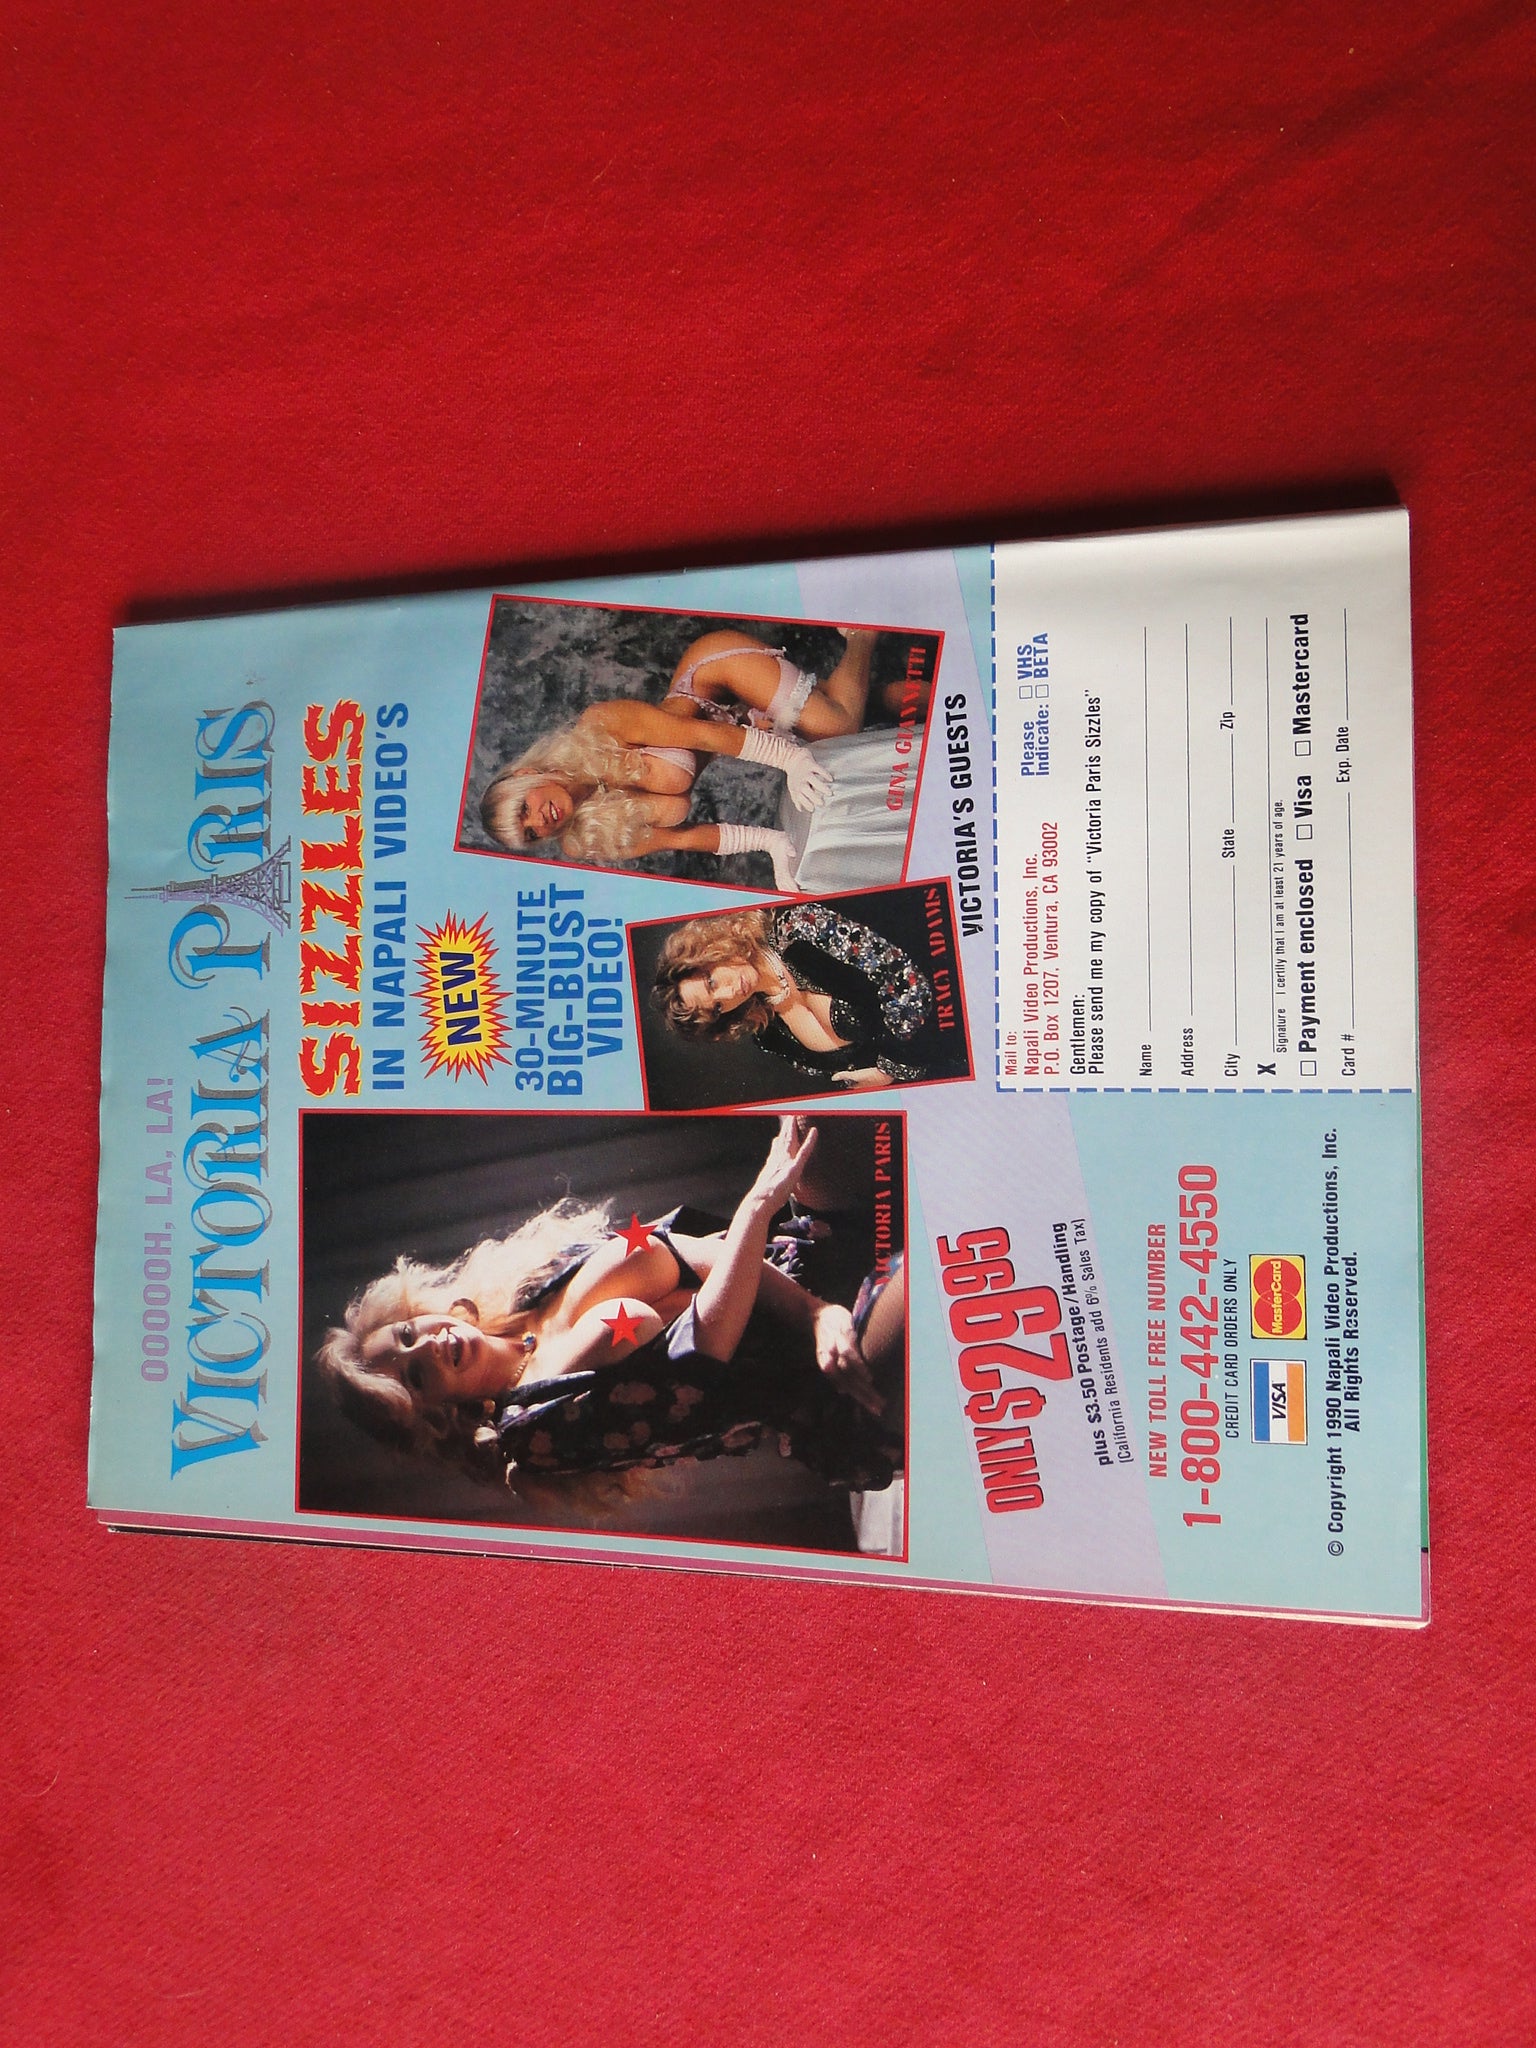 OOOOOH, LA, LA!
VICTORIA PARIS
SIZZLES
IN NAPALI VIDEO'S
NEW
30-MINUTE
BIG-BUST
VIDEO!
VICTORIA PARIS
TRACY ADAMS
GINA GIANNETTI
VICTORIA'S GUESTS
ONLY $29.95
plus $3.50 Postage/Handling
(California Residents add 6% Sales Tax)
NEW TOLL FREE NUMBER
1-800-442-4550
CREDIT CARD ORDERS ONLY
VISA
MasterCard
© Copyright 1990 Napali Video Productions, Inc.
All Rights Reserved.
Mail to:
Napali Video Productions, Inc.
P.O. Box 1207, Ventura, CA 93002
Please Indicate: □ VHS
□ BETA
Gentlemen:
Please send me my copy of "Victoria Paris Sizzles"
Name
Address
City State Zip
X
Signature I certify that I am at least 21 years of age.
□ Payment enclosed □ Visa □ Mastercard
Card # Exp. Date